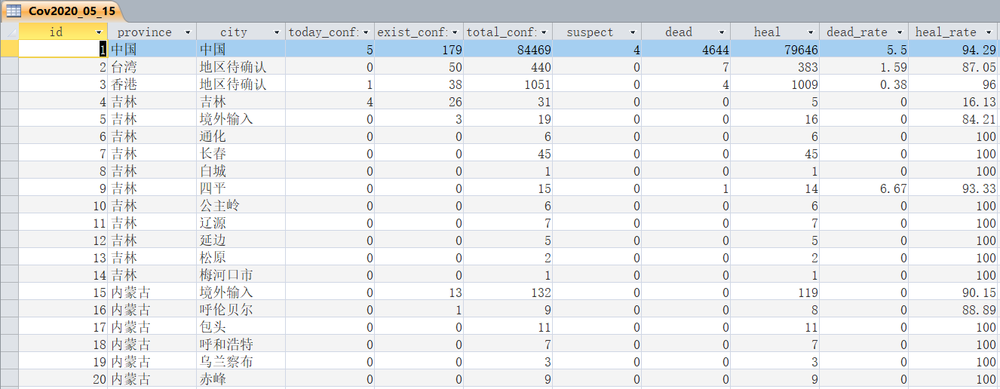 Cov2020_05_15
id province city today_confi exist_confi total_confi suspect dead heal dead_rate heal_rate
1 中国 中国 5 179 84469 4 4644 79646 5.5 94.29
2 台湾 地区待确认 0 50 440 0 7 383 1.59 87.05
3 香港 地区待确认 1 38 1051 0 4 1009 0.38 96
4 吉林 吉林 4 26 31 0 0 5 0 16.13
5 吉林 境外输入 0 3 19 0 0 16 0 84.21
6 吉林 通化 0 0 6 0 0 6 0 100
7 吉林 长春 0 0 45 0 0 45 0 100
8 吉林 白城 0 0 1 0 0 1 0 100
9 吉林 四平 0 0 15 0 1 14 6.67 93.33
10 吉林 公主岭 0 0 6 0 0 6 0 100
11 吉林 辽源 0 0 7 0 0 7 0 100
12 吉林 延边 0 0 5 0 0 5 0 100
13 吉林 松原 0 0 2 0 0 2 0 100
14 吉林 梅河口市 0 0 1 0 0 1 0 100
15 内蒙古 境外输入 0 13 132 0 0 119 0 90.15
16 内蒙古 呼伦贝尔 0 1 9 0 0 8 0 88.89
17 内蒙古 包头 0 0 11 0 0 11 0 100
18 内蒙古 呼和浩特 0 0 7 0 0 7 0 100
19 内蒙古 乌兰察布 0 0 3 0 0 3 0 100
20 内蒙古 赤峰 0 0 9 0 0 9 0 100